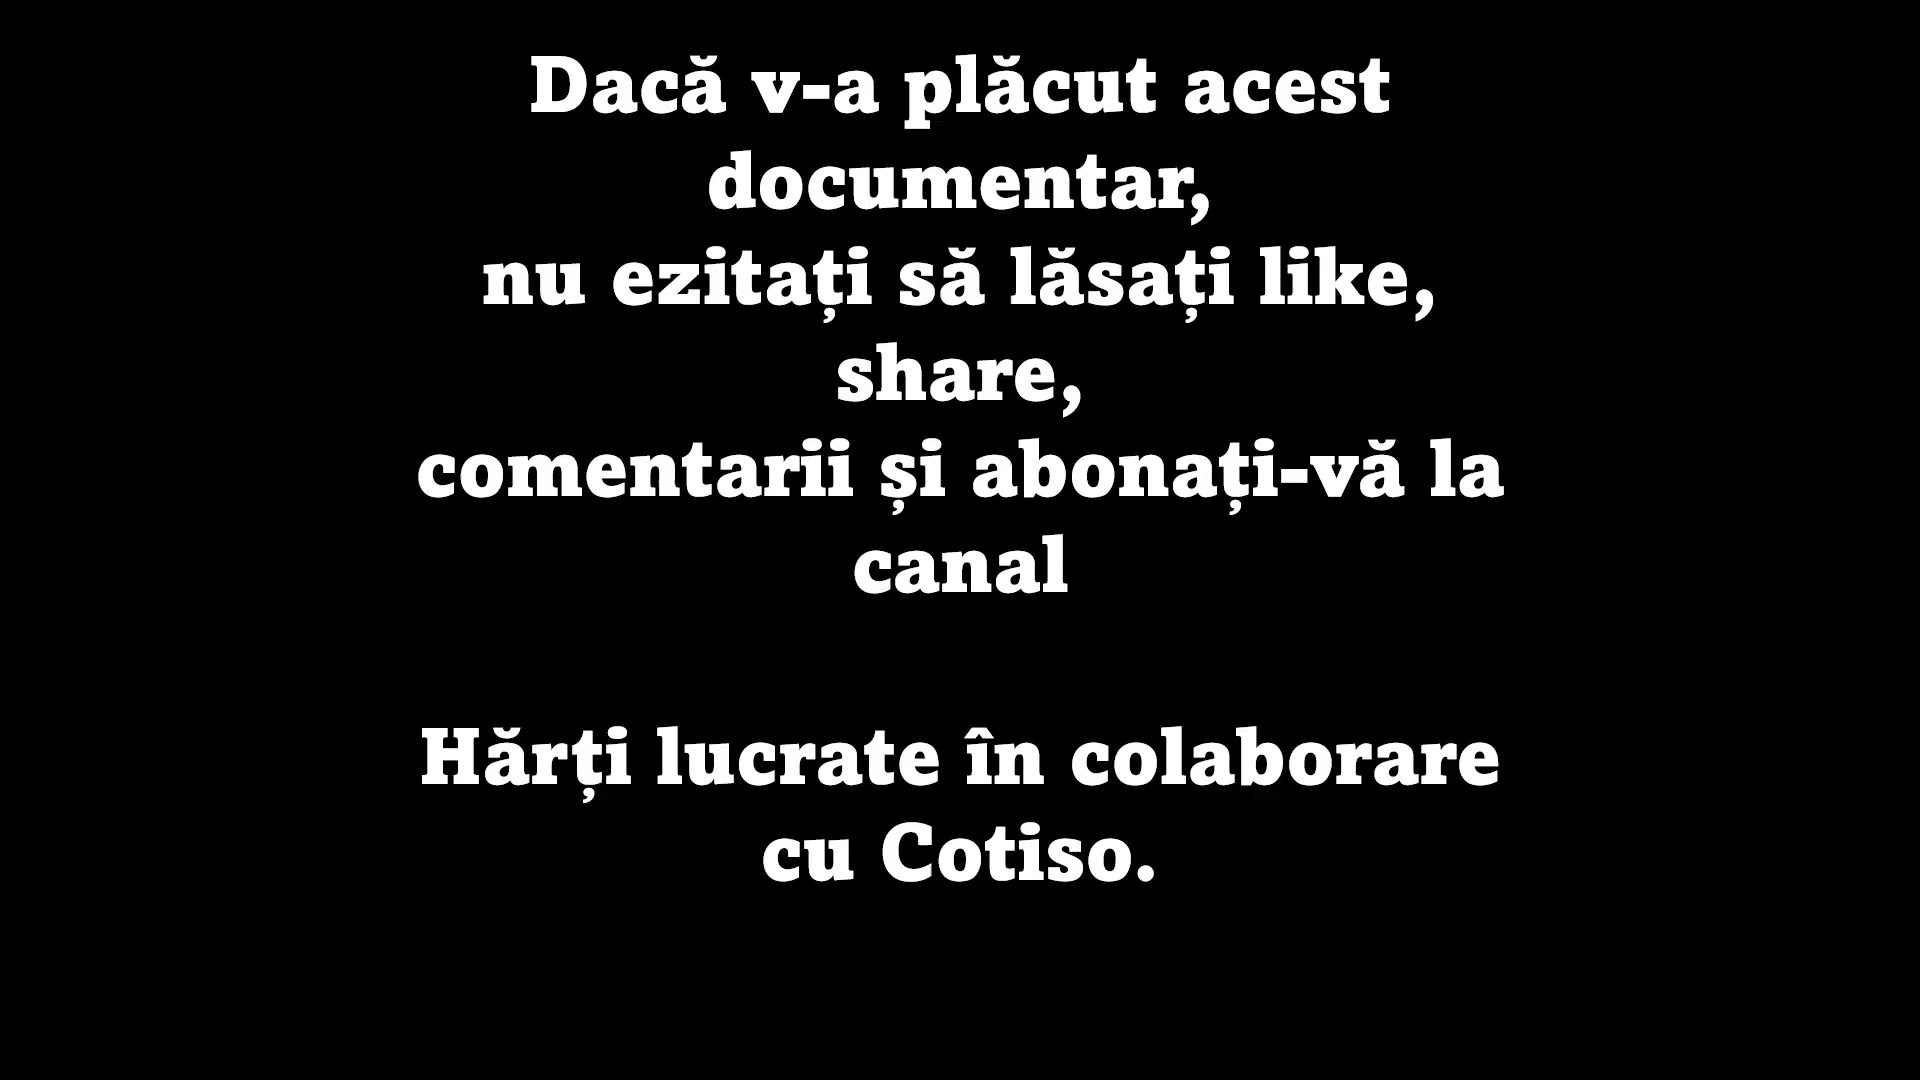 Dacă v-a plăcut acest
documentar,
nu ezitați să lăsați like,
share,
comentarii și abonați-vă la
canal
Hărți lucrate în colaborare
cu Cotiso.